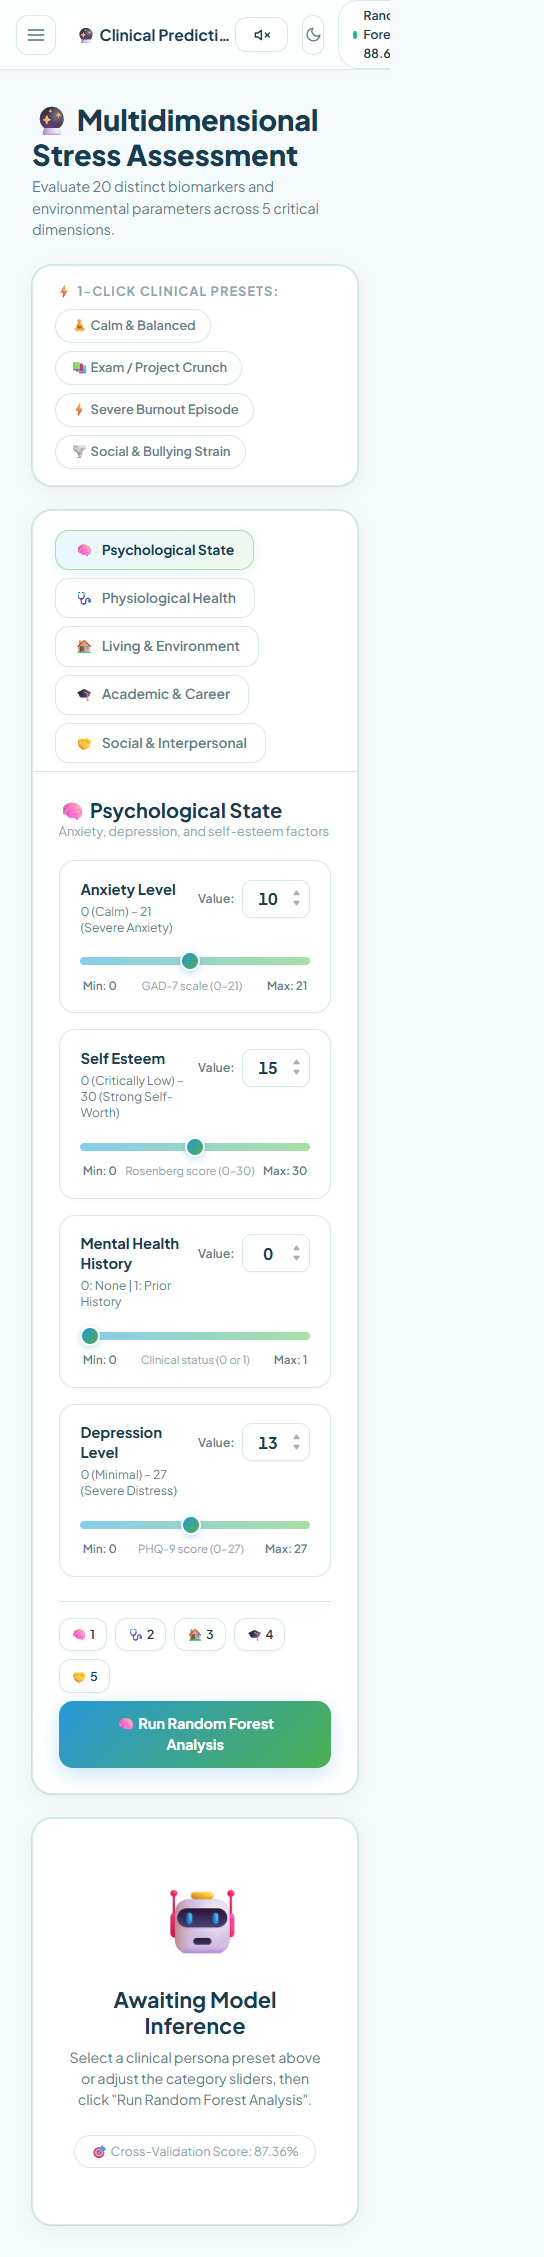 Clinical Predicti...
Ranc
Fore
88.6
Multidimensional
Stress Assessment
Evaluate 20 distinct biomarkers and
environmental parameters across 5 critical
dimensions.
1-CLICK CLINICAL PRESETS:
Calm & Balanced
Exam / Project Crunch
Severe Burnout Episode
Social & Bullying Strain
Psychological State
Physiological Health
Living & Environment
Academic & Career
Social & Interpersonal
Psychological State
Anxiety, depression, and self-esteem factors
Anxiety Level
Value: 10
0 (Calm) – 21
(Severe Anxiety)
Min: 0 GAD-7 scale (0–21) Max: 21
Self Esteem
Value: 15
0 (Critically Low) –
30 (Strong Self-
Worth)
Min: 0 Rosenberg score (0–30) Max: 30
Mental Health
History
Value: 0
0: None | 1: Prior
History
Min: 0 Clinical status (0 or 1) Max: 1
Depression
Level
Value: 13
0 (Minimal) – 27
(Severe Distress)
Min: 0 PHQ-9 score (0–27) Max: 27
1 2 3 4
5
Run Random Forest
Analysis
Awaiting Model
Inference
Select a clinical persona preset above
or adjust the category sliders, then
click "Run Random Forest Analysis".
Cross-Validation Score: 87.36%